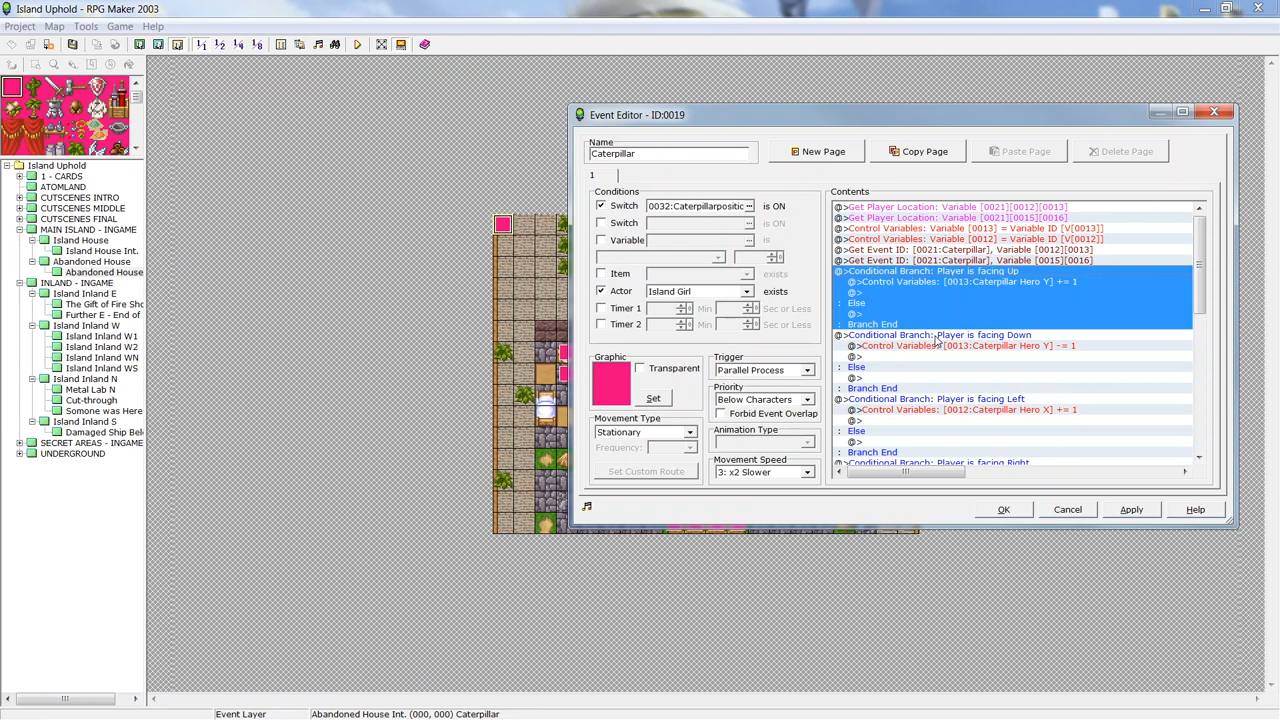 Island Uphold - RPG Maker 2003
Project Map Tools Game Help
Island Uphold
1 - CARDS
ATOMLAND
CUTSCENES INTRO
CUTSCENES MIDDLE
CUTSCENES FINAL
MAIN ISLAND - INGAME
Island House
Island House Int.
Abandoned House
Abandoned House
INLAND - INGAME
Island Inland E
The Gift of Fire Sho
Further E - End of
Island Inland W
Island Inland W1
Island Inland W2
Island Inland WN
Island Inland WS
Island Inland N
Metal Lab N
Cut-through
Somone was Here
Island Inland S
Damaged Ship Bel
SECRET AREAS - INGAME
UNDERGROUND
Event Editor - ID:0019
Name
Caterpillar
New Page
Copy Page
Paste Page
Delete Page
1
Conditions
Switch 0032:Caterpillarpositic ... is ON
Switch ... is ON
Variable ... is
Item exists
Actor Island Girl exists
Timer 1 Min Sec or Less
Timer 2 Min Sec or Less
Graphic
Transparent
Set
Movement Type
Stationary
Frequency:
Set Custom Route
Trigger
Parallel Process
Priority
Below Characters
Forbid Event Overlap
Animation Type
Movement Speed
3: x2 Slower
Contents
@>Get Player Location: Variable [0021][0012][0013]
@>Get Player Location: Variable [0021][0015][0016]
@>Control Variables: Variable [0013] = Variable ID [V[0013]]
@>Control Variables: Variable [0012] = Variable ID [V[0012]]
@>Get Event ID: [0021:Caterpillar], Variable [0012][0013]
@>Get Event ID: [0021:Caterpillar], Variable [0015][0016]
@>Conditional Branch: Player is facing Up
@>Control Variables: [0013:Caterpillar Hero Y] += 1
@>
: Else
@>
: Branch End
@>Conditional Branch: Player is facing Down
@>Control Variables: [0013:Caterpillar Hero Y] -= 1
@>
: Else
@>
: Branch End
@>Conditional Branch: Player is facing Left
@>Control Variables: [0012:Caterpillar Hero X] += 1
@>
: Else
@>
: Branch End
@>Conditional Branch: Player is facing Right
OK
Cancel
Apply
Help
Event Layer
Abandoned House Int. (000, 000) Caterpillar